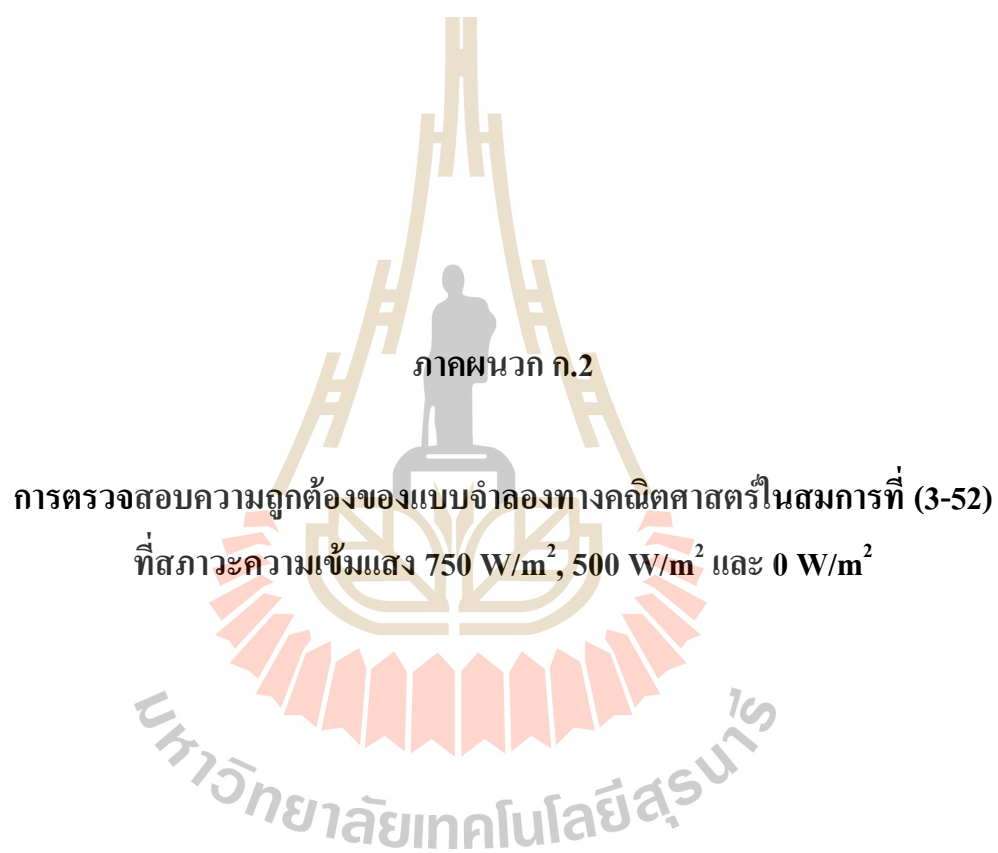 ภาคผนวก ก.2
การตรวจสอบความถูกต้องของแบบจำลองทางคณิตศาสตร์ในสมการที่ (3-52)
ที่สภาวะความเข้มแสง 750 W/m², 500 W/m² และ 0 W/m²
มหาวิทยาลัยเทคโนโลยีสุรนารี